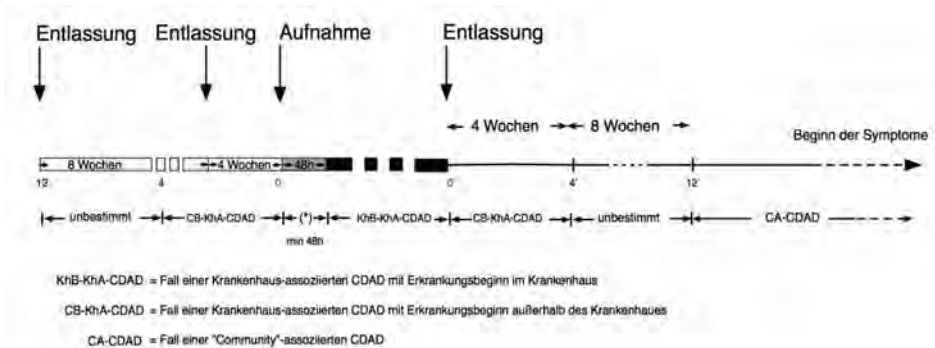 Entlassung Entlassung Aufnahme Entlassung
4 Wochen 8 Wochen
Beginn der Symptome
8 Wochen 4 Wochen 48h
12 4 0 0' 4' 12'
unbestimmt CB-KhA-CDAD (*) KhB-KhA-CDAD CB-KhA-CDAD unbestimmt CA-CDAD
min 48h
KhB-KhA-CDAD = Fall einer Krankenhaus-assoziierten CDAD mit Erkrankungsbeginn im Krankenhaus
CB-KhA-CDAD = Fall einer Krankenhaus-assoziierten CDAD mit Erkrankungsbeginn außerhalb des Krankenhaues
CA-CDAD = Fall einer "Community"-assoziierten CDAD